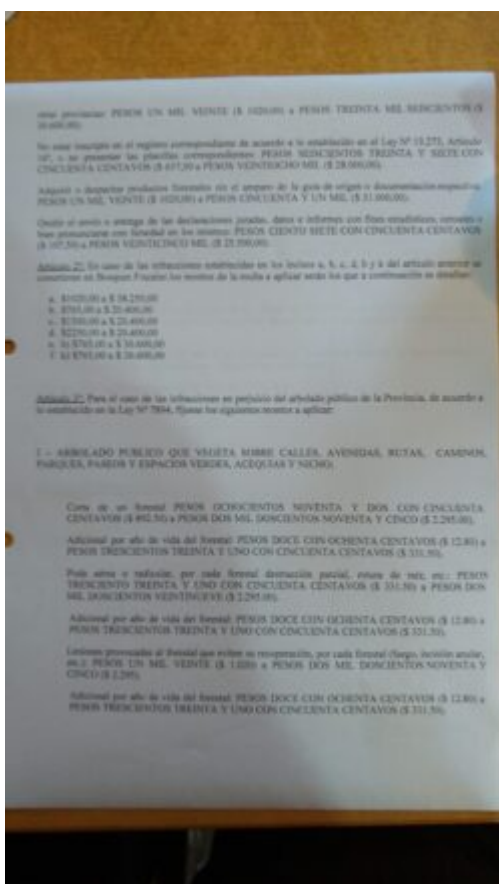 estas provincias: PESOS UN MIL VEINTE ($ 1020,00) a PESOS TREINTA MIL SEISCIENTOS ($
30.600,00)
No estar inscripto en el registro correspondiente de acuerdo a lo establecido en el Ley Nº 13.273, Artículo
o no presentar las planillas correspondientes: PESOS SEISCIENTOS TREINTA Y SIETE CON
CINCUENTA CENTAVOS ($ 637,50) a PESOS VEINTIOCHO MIL ($ 28.000,00).
Adquirir o despachar productos forestales sin el amparo de la guía de origen o documentación respectiva:
PESOS UN MIL VEINTE ($ 1020,00) a PESOS CINCUENTA Y UN MIL ($ 51.000,00).
Omitir el envío o entrega de las declaraciones juradas, datos e informes con fines estadísticos, censales o
bien pronunciarse con falsedad en los mismos: PESOS CIENTO SIETE CON CINCUENTA CENTAVOS
($ 107,50) a PESOS VEINTICINCO MIL ($ 25.500,00).
Artículo 2º: En caso de las infracciones establecidas en los incisos a, b, c, d, h y k del artículo anterior se
cometieran en Bosques Fiscales los montos de la multa a aplicar serán los que a continuación se detallan:
a. $1020,00 a $ 38.250,00
b. $765,00 a $ 20.400,00
c. $1530,00 a $ 20.400,00
d. $2250,00 a $ 20.400,00
e. h) $765,00 a $ 30.600,00
f. k) $765,00 a $ 30.600,00
Artículo 3º: Para el caso de las infracciones en perjuicio del arbolado público de la Provincia, de acuerdo a
lo establecido en la Ley Nº 7894, fíjanse los siguientes montos a aplicar:
I – ARBOLADO PUBLICO QUE VEGETA SOBRE CALLES, AVENIDAS, RUTAS, CAMINOS,
PARQUES, PASEOS Y ESPACIOS VERDES, ACEQUIAS Y NICHO:
Corte de un forestal: PESOS OCHOCIENTOS NOVENTA Y DOS CON CINCUENTA
CENTAVOS ($ 892,50) a PESOS DOS MIL DOSCIENTOS NOVENTA Y CINCO ($ 2.295.00).
Adicional por año de vida del forestal: PESOS DOCE CON OCHENTA CENTAVOS ($ 12.80) a
PESOS TRESCIENTOS TREINTA Y UNO CON CINCUENTA CENTAVOS ($ 331.50).
Poda aérea o radicular, por cada forestal destrucción parcial, rotura de raíz, etc.: PESOS
TRESCIENTO TREINTA Y UNO CON CINCUENTA CENTAVOS ($ 331.50) a PESOS DOS
MIL DOSCIENTOS VEINTINUEVE ($ 2.295.00).
Adicional por año de vida del forestal: PESOS DOCE CON OCHENTA CENTAVOS ($ 12.80) a
PESOS TRESCIENTOS TREINTA Y UNO CON CINCUENTA CENTAVOS ($ 331.50).
Lesiones provocadas al forestal que eviten su recuperación, por cada forestal (fuego, incisión anular,
etc.): PESOS UN MIL VEINTE ($ 1.020) a PESOS DOS MIL DOSCIENTOS NOVENTA Y
CINCO ($ 2.295).
Adicional por año de vida del forestal: PESOS DOCE CON OCHENTA CENTAVOS ($ 12.80) a
PESOS TRESCIENTOS TREINTA Y UNO CON CINCUENTA CENTAVOS ($ 331.50).